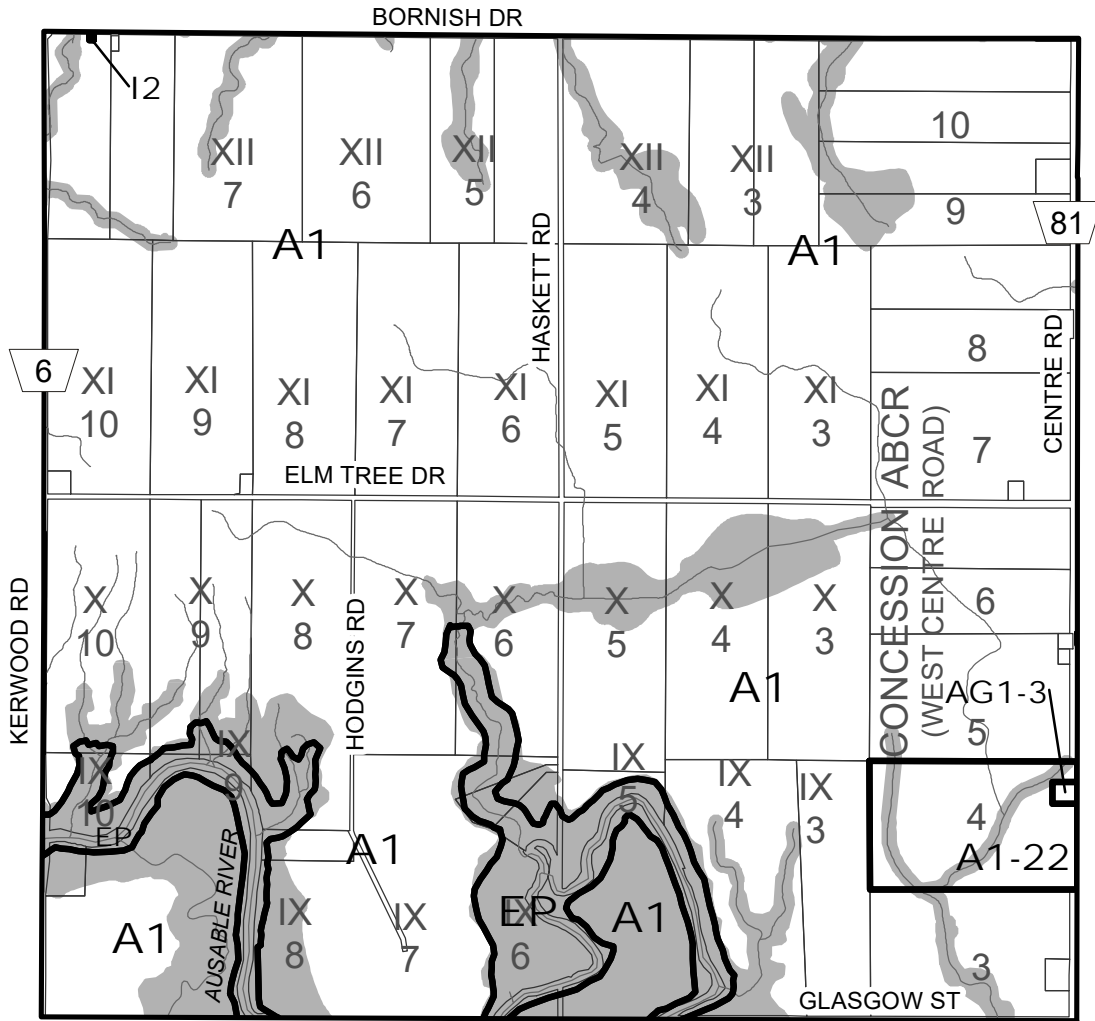 BORNISH DR
I2
XII
7
XII
6
XII
5
XII
4
XII
3
10
9
81
A1
A1
HASKETT RD
6
XI
10
XI
9
XI
8
XI
7
XI
6
XI
5
XI
4
XI
3
8
7
CENTRE RD
ELM TREE DR
CONCESSION ABCR
(WEST CENTRE ROAD)
KERWOOD RD
X
10
X
9
X
8
HODGINS RD
X
7
X
6
X
5
X
4
X
3
6
A1
AG1-3
5
IX
10
IX
9
EP
IX
5
IX
4
IX
3
4
A1-22
A1
AUSABLE RIVER
A1
IX
8
IX
7
EP
IX
6
A1
3
GLASGOW ST